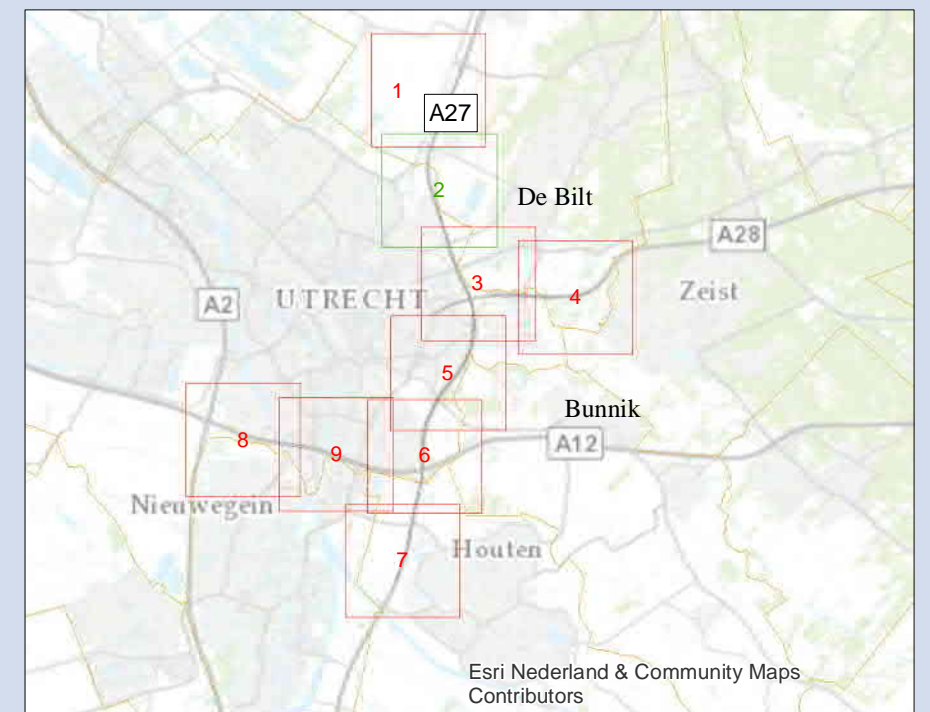 1
A27
2
De Bilt
A28
3
4
Zeist
A2
UTRECHT
5
Bunnik
8
9
6
A12
Nieuwegein
7
Houten
Esri Nederland & Community Maps
Contributors